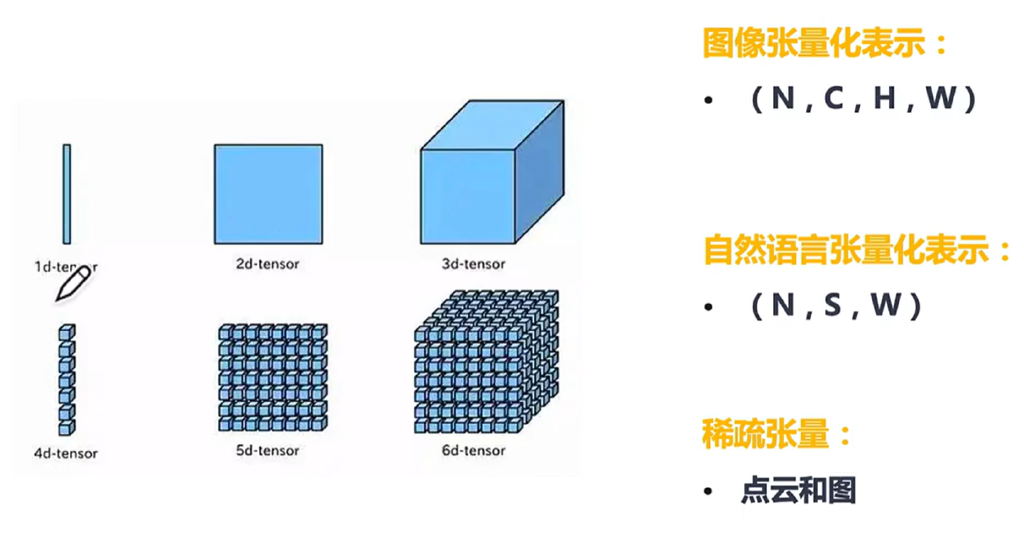 图像张量化表示：
• （N , C , H , W）
1d-tensor
2d-tensor
3d-tensor
自然语言张量化表示：
• （N , S , W）
4d-tensor
5d-tensor
6d-tensor
稀疏张量：
• 点云和图